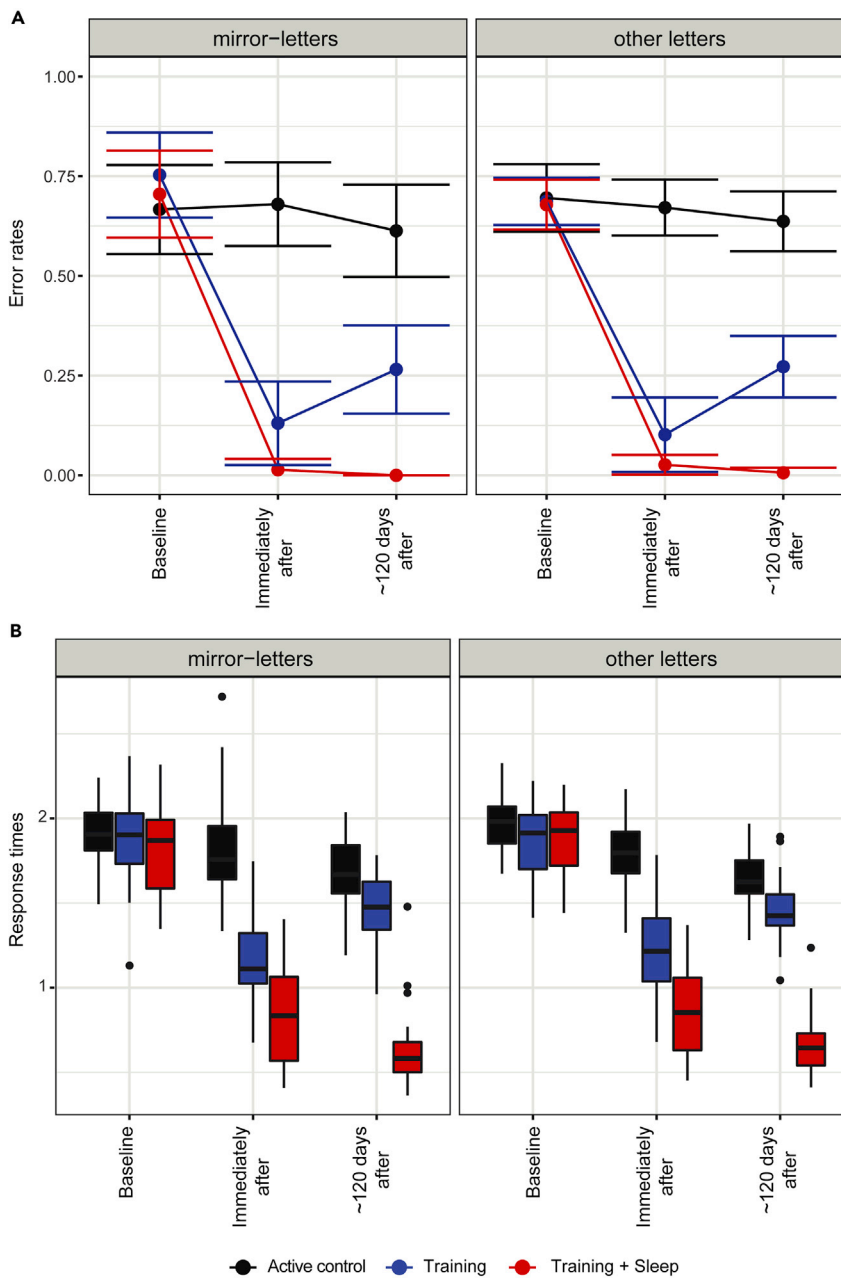 A
mirror-letters
other letters
Error rates
1.00
0.75
0.50
0.25
0.00
Baseline
Immediately
after
~120 days
after
Baseline
Immediately
after
~120 days
after
B
mirror-letters
other letters
Response times
2
1
Baseline
Immediately
after
~120 days
after
Baseline
Immediately
after
~120 days
after
Active control
Training
Training + Sleep